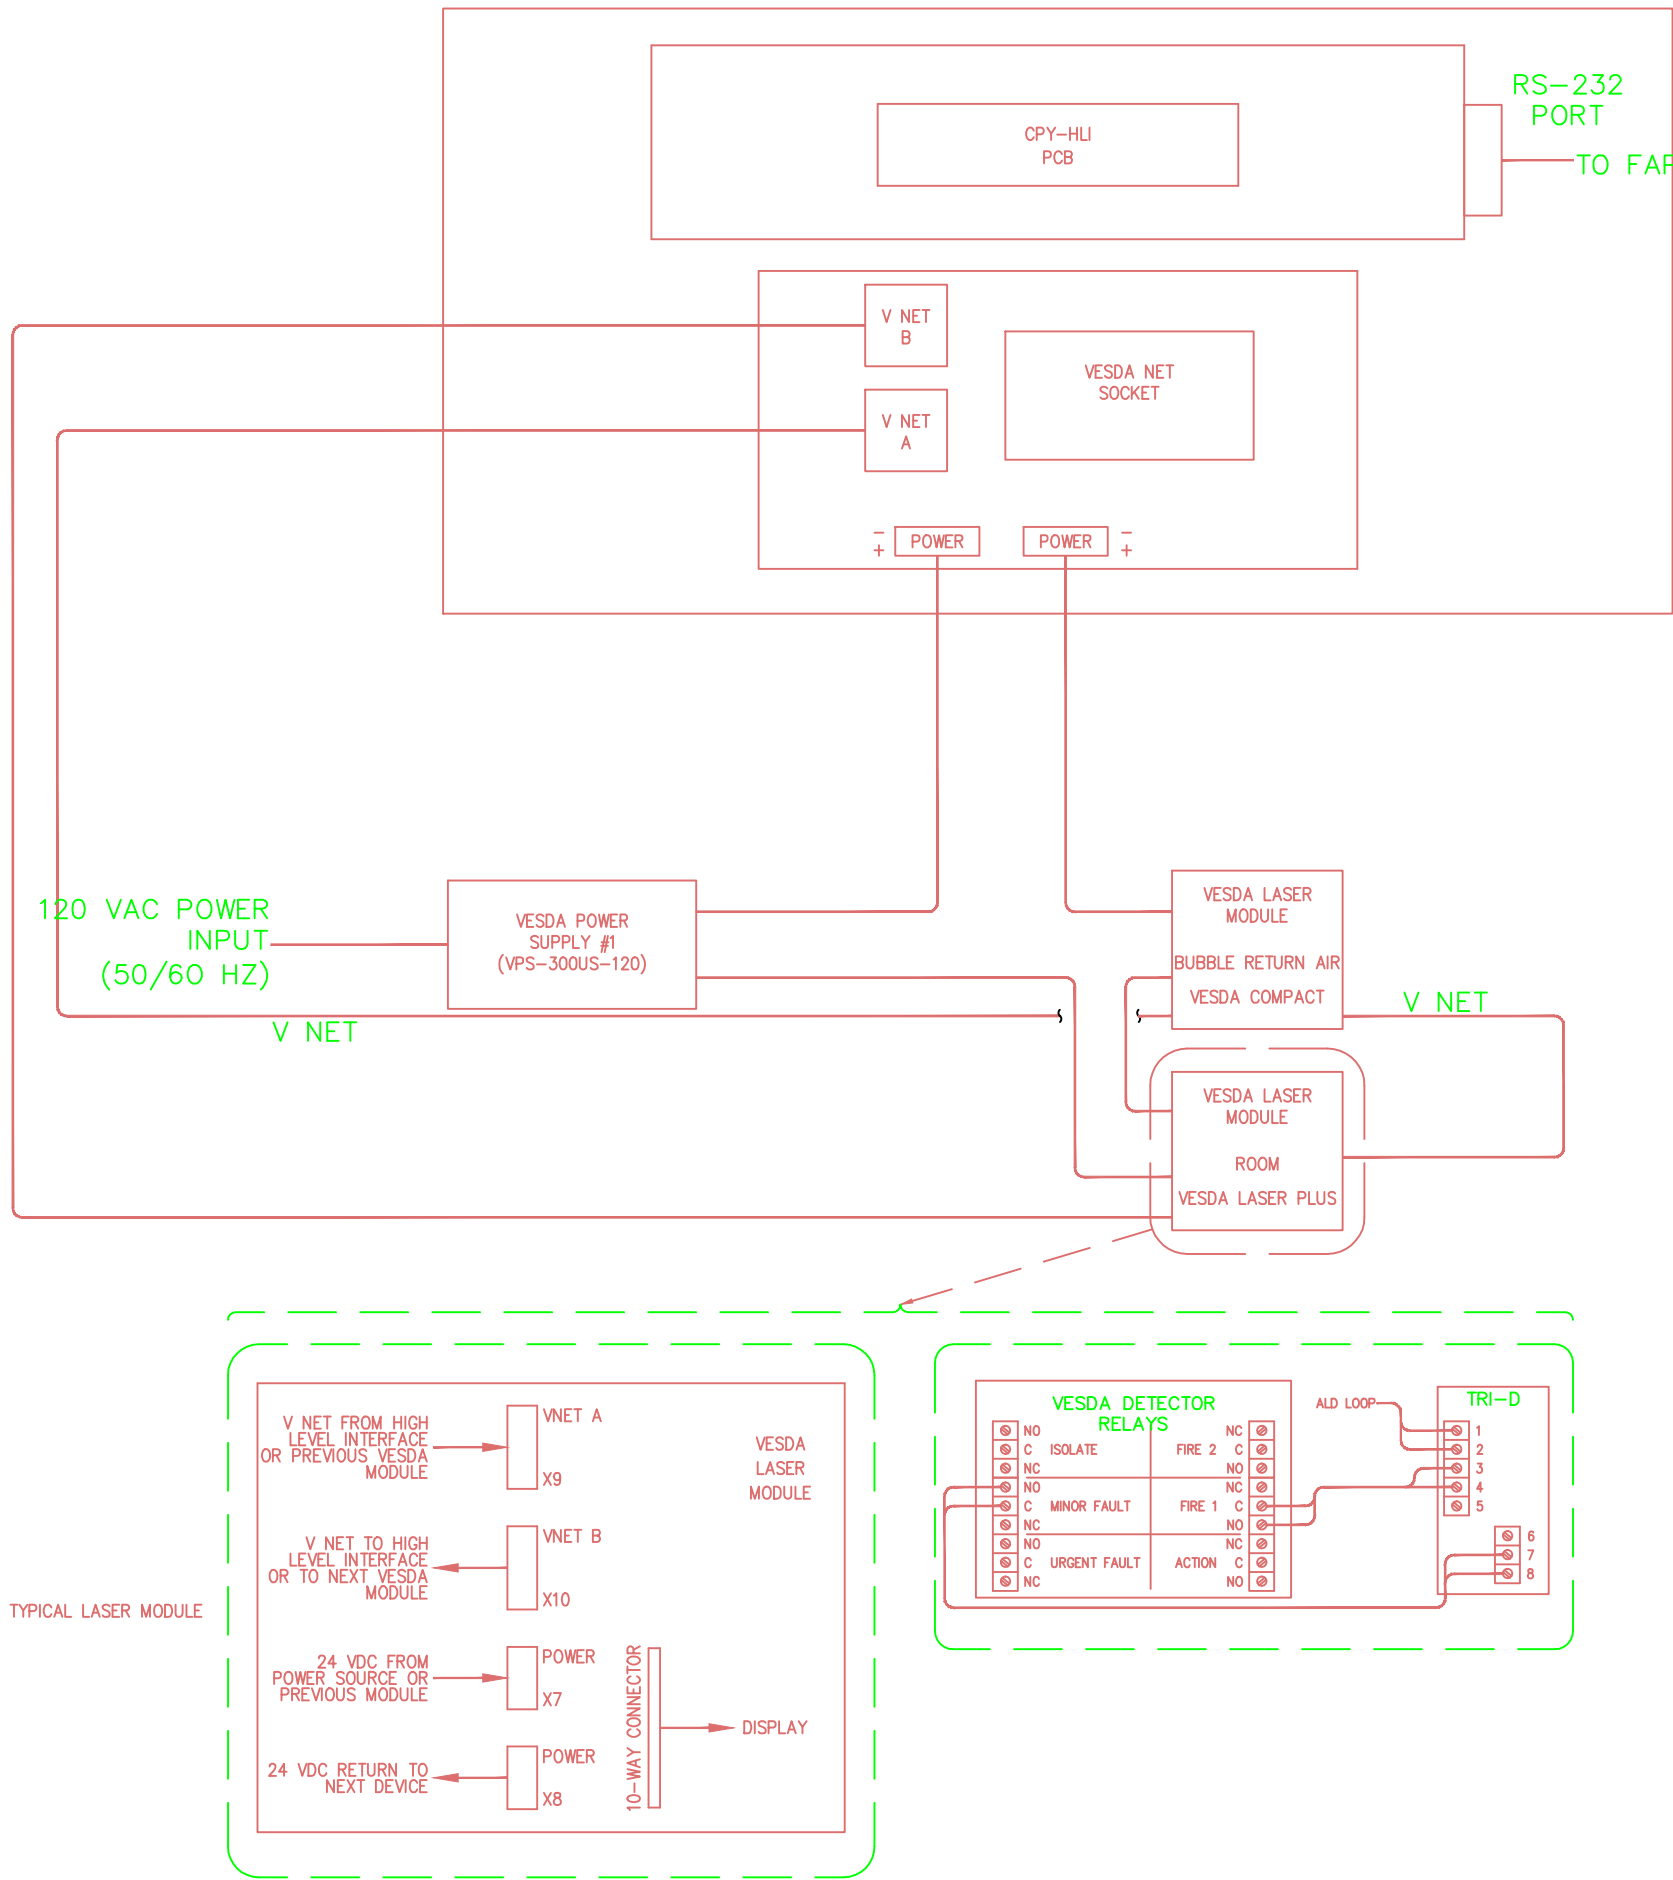 RS-232
PORT
TO FAP
CPY-HLI
PCB
V NET
B
VESDA NET
SOCKET
V NET
A
-
+
POWER
POWER
-
+
120 VAC POWER
INPUT
(50/60 HZ)
VESDA POWER
SUPPLY #1
(VPS-300US-120)
VESDA LASER
MODULE
BUBBLE RETURN AIR
VESDA COMPACT
V NET
V NET
VESDA LASER
MODULE
ROOM
VESDA LASER PLUS
TYPICAL LASER MODULE
V NET FROM HIGH
LEVEL INTERFACE
OR PREVIOUS VESDA
MODULE
VNET A
X9
VESDA
LASER
MODULE
V NET TO HIGH
LEVEL INTERFACE
OR TO NEXT VESDA
MODULE
VNET B
X10
24 VDC FROM
POWER SOURCE OR
PREVIOUS MODULE
POWER
X7
24 VDC RETURN TO
NEXT DEVICE
POWER
X8
10-WAY CONNECTOR
DISPLAY
VESDA DETECTOR
RELAYS
NO
C ISOLATE
NC
NO
C MINOR FAULT
NC
NO
C URGENT FAULT
NC
NC
FIRE 2 C
NO
FIRE 1 C
NO
NC
ACTION C
NO
ALD LOOP
TRI-D
1
2
3
4
5
6
7
8